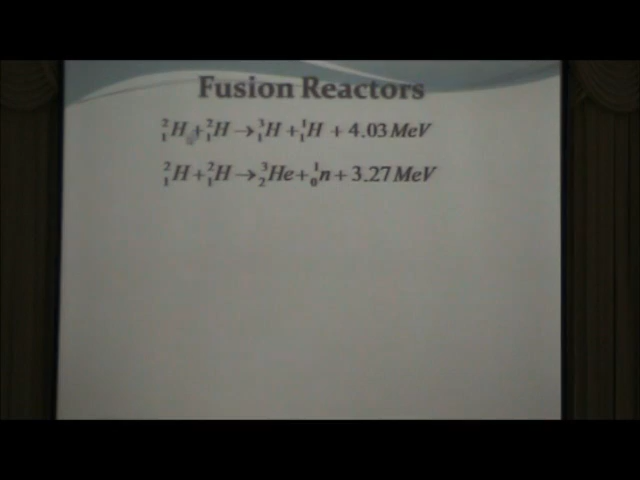 Fusion Reactors
²₁H + ²₁H → ³₁H + ¹₁H + 4.03 MeV
²₁H + ²₁H → ³₂He + ¹₀n + 3.27 MeV